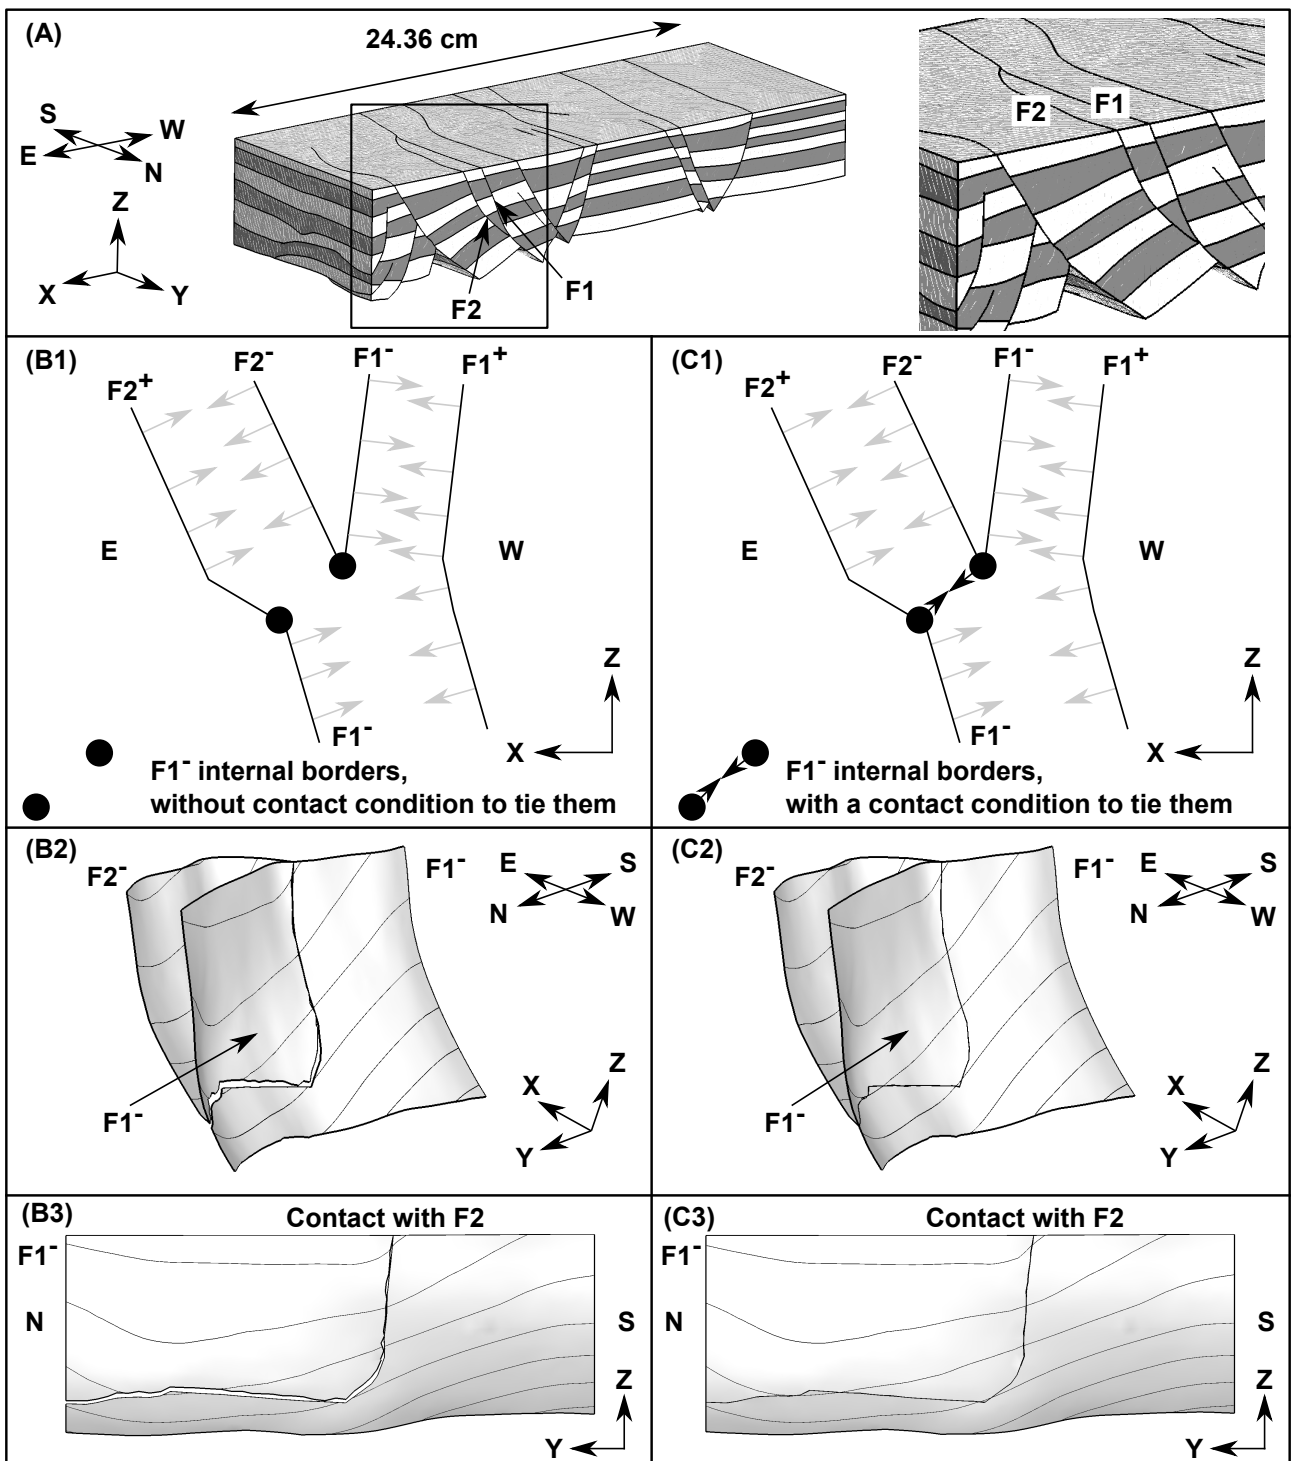 (A)
24.36 cm
S
W
E
N
Z
X
Y
F2
F1
F2
F1
(B1)
F2+
F2-
F1-
F1+
E
W
Z
X
F1-
F1- internal borders,
without contact condition to tie them
(C1)
F2+
F2-
F1-
F1+
E
W
Z
X
F1-
F1- internal borders,
with a contact condition to tie them
(B2)
F2-
F1-
E
S
N
W
Z
X
Y
F1-
(C2)
F2-
F1-
E
S
N
W
Z
X
Y
F1-
(B3)
Contact with F2
F1-
N
S
Z
Y
(C3)
Contact with F2
F1-
N
S
Z
Y